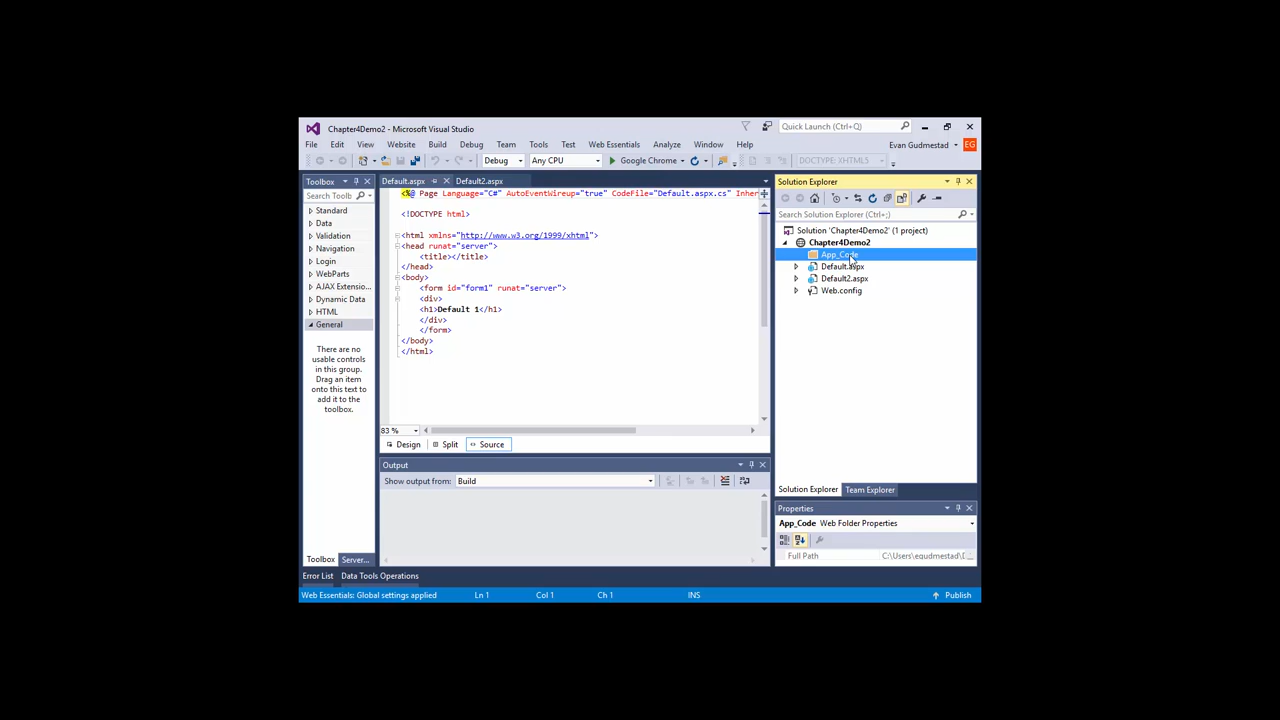 Chapter4Demo2 - Microsoft Visual Studio
Quick Launch (Ctrl+Q)
File Edit View Website Build Debug Team Tools Test Web Essentials Analyze Window Help
Evan Gudmestad EG
Debug Any CPU Google Chrome DOCTYPE: XHTML5
Toolbox
Search Toolb
Standard
Data
Validation
Navigation
Login
WebParts
AJAX Extensio...
Dynamic Data
HTML
General
There are no
usable controls
in this group.
Drag an item
onto this text to
add it to the
toolbox.
Toolbox Server...
Default.aspx Default2.aspx
<%@ Page Language="C#" AutoEventWireup="true" CodeFile="Default.aspx.cs" Inher
<!DOCTYPE html>
<html xmlns="http://www.w3.org/1999/xhtml">
<head runat="server">
<title></title>
</head>
<body>
<form id="form1" runat="server">
<div>
<h1>Default 1</h1>
</div>
</form>
</body>
</html>
83 %
Design Split Source
Output
Show output from: Build
Solution Explorer
Search Solution Explorer (Ctrl+;)
Solution 'Chapter4Demo2' (1 project)
Chapter4Demo2
App_Code
Default.aspx
Default2.aspx
Web.config
Solution Explorer Team Explorer
Properties
App_Code Web Folder Properties
Full Path C:\Users\egudmestad\D
Error List Data Tools Operations
Web Essentials: Global settings applied Ln 1 Col 1 Ch 1 INS Publish